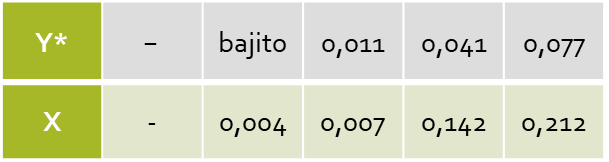 Y* – bajito 0,011 0,041 0,077
X - 0,004 0,007 0,142 0,212